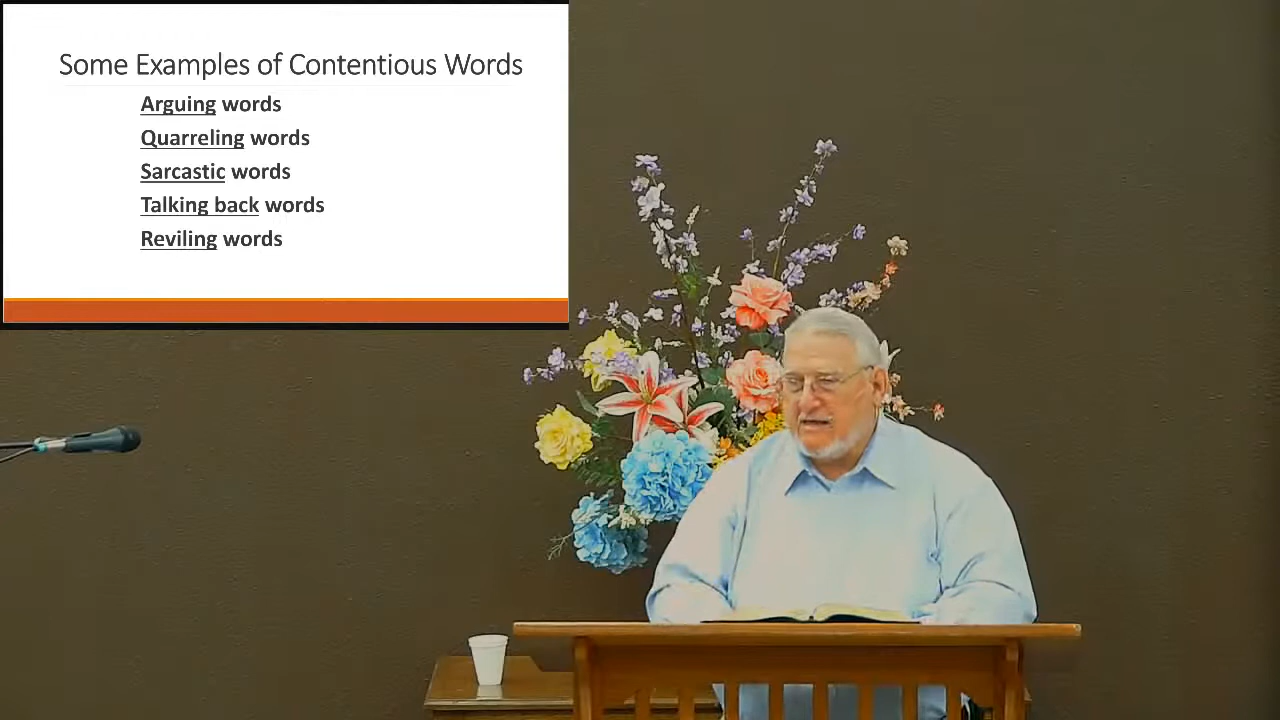 Some Examples of Contentious Words
Arguing words
Quarreling words
Sarcastic words
Talking back words
Reviling words